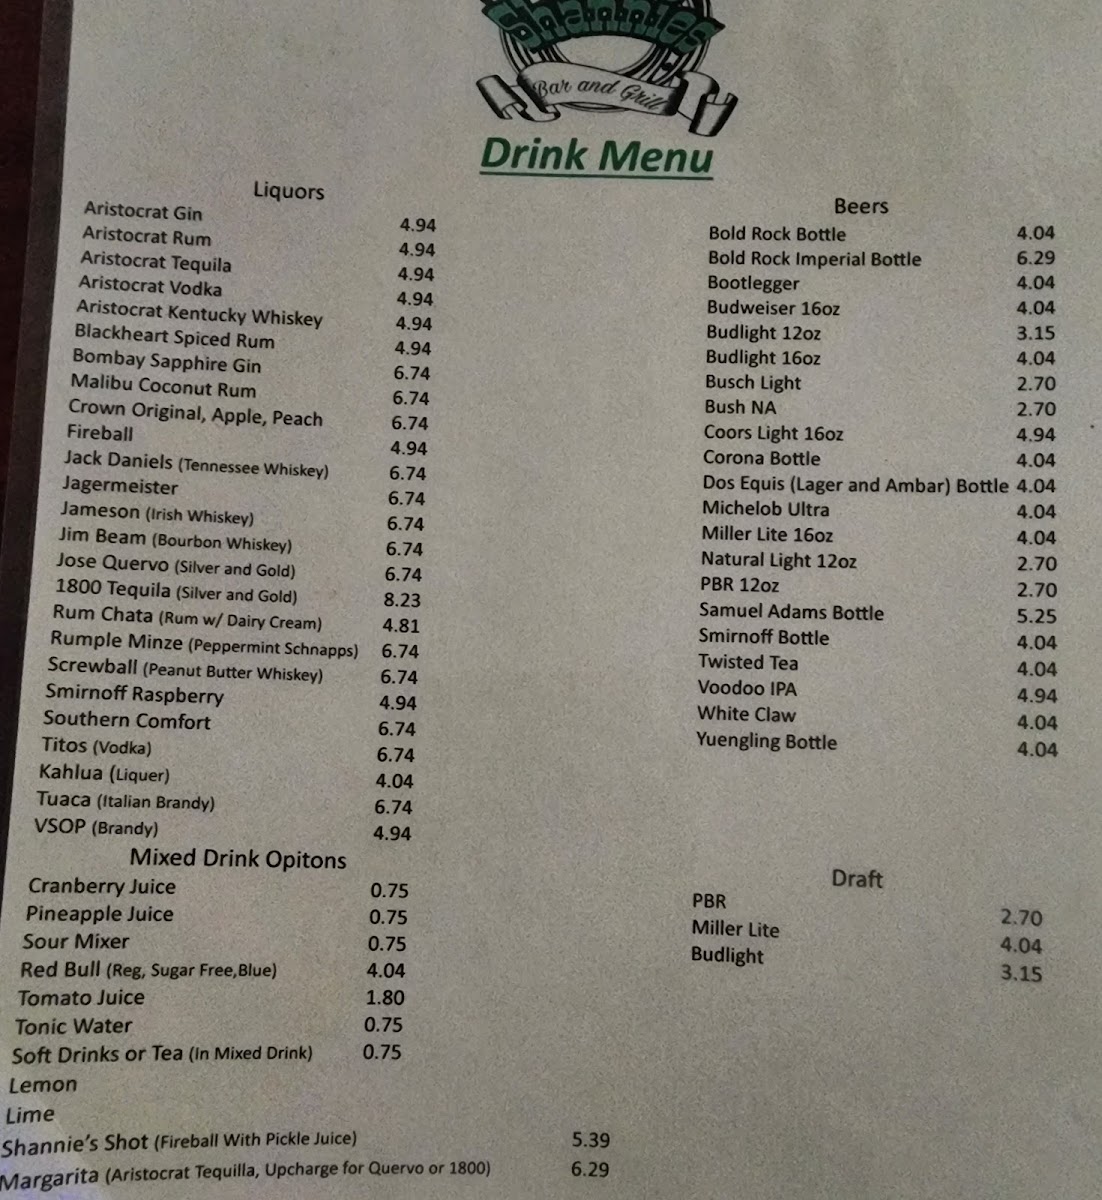 Shannies
Bar and Grill
Drink Menu
Liquors
Aristocrat Gin 4.94
Aristocrat Rum 4.94
Aristocrat Tequila 4.94
Aristocrat Vodka 4.94
Aristocrat Kentucky Whiskey 4.94
Blackheart Spiced Rum 4.94
Bombay Sapphire Gin 6.74
Malibu Coconut Rum 6.74
Crown Original, Apple, Peach 6.74
Fireball 4.94
Jack Daniels (Tennessee Whiskey) 6.74
Jagermeister 6.74
Jameson (Irish Whiskey) 6.74
Jim Beam (Bourbon Whiskey) 6.74
Jose Quervo (Silver and Gold) 6.74
1800 Tequila (Silver and Gold) 8.23
Rum Chata (Rum w/ Dairy Cream) 4.81
Rumple Minze (Peppermint Schnapps) 6.74
Screwball (Peanut Butter Whiskey) 6.74
Smirnoff Raspberry 4.94
Southern Comfort 6.74
Titos (Vodka) 6.74
Kahlua (Liquer) 4.04
Tuaca (Italian Brandy) 6.74
VSOP (Brandy) 4.94
Mixed Drink Opitons
Cranberry Juice 0.75
Pineapple Juice 0.75
Sour Mixer 0.75
Red Bull (Reg, Sugar Free,Blue) 4.04
Tomato Juice 1.80
Tonic Water 0.75
Soft Drinks or Tea (In Mixed Drink) 0.75
Lemon
Lime
Shannie's Shot (Fireball With Pickle Juice) 5.39
Margarita (Aristocrat Tequilla, Upcharge for Quervo or 1800) 6.29
Beers
Bold Rock Bottle 4.04
Bold Rock Imperial Bottle 6.29
Bootlegger 4.04
Budweiser 16oz 4.04
Budlight 12oz 3.15
Budlight 16oz 4.04
Busch Light 2.70
Bush NA 2.70
Coors Light 16oz 4.94
Corona Bottle 4.04
Dos Equis (Lager and Ambar) Bottle 4.04
Michelob Ultra 4.04
Miller Lite 16oz 4.04
Natural Light 12oz 2.70
PBR 12oz 2.70
Samuel Adams Bottle 5.25
Smirnoff Bottle 4.04
Twisted Tea 4.04
Voodoo IPA 4.94
White Claw 4.04
Yuengling Bottle 4.04
Draft
PBR 2.70
Miller Lite 4.04
Budlight 3.15